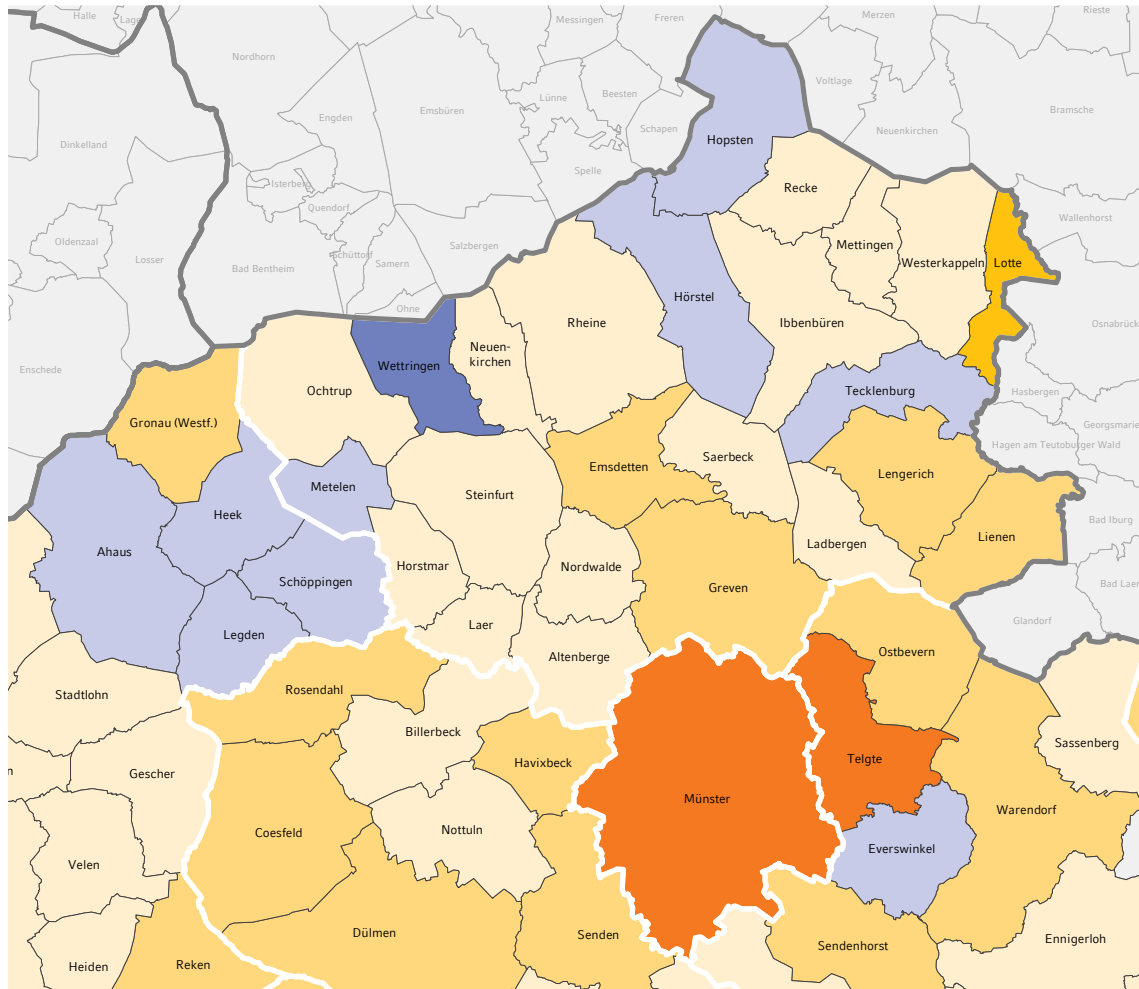 Halle
Lage
Messingen
Freren
Merzen
Rieste
Nordhorn
Voltlage
Lünne
Beesten
Emsbüren
Engden
Bramsche
Schapen
Neuenkirchen
Dinkelland
Hopsten
Spelle
Isterberg
Recke
Quendorf
Wallenhorst
Oldenzaal
Salzbergen
Mettingen
Losser
Schüttorf
Samern
Bad Bentheim
Westerkappeln
Lotte
Hörstel
Ohne
Rheine
Ibbenbüren
Osnabrück
Neuen-
kirchen
Wettringen
Enschede
Ochtrup
Tecklenburg
Hasbergen
Gronau (Westf.)
Georgsmarie
Hagen am Teutoburger Wald
Saerbeck
Emsdetten
Lengerich
Metelen
Steinfurt
Heek
Bad Iburg
Lienen
Ladbergen
Ahaus
Horstmar
Nordwalde
Schöppingen
Bad Laer
Greven
Glandorf
Laer
Legden
Ostbevern
Altenberge
Rosendahl
Stadtlohn
Billerbeck
Sassenberg
Telgte
Havixbeck
n
Gescher
Münster
Warendorf
Nottuln
Coesfeld
Everswinkel
Velen
Dülmen
Senden
Ennigerloh
Sendenhorst
Reken
Heiden